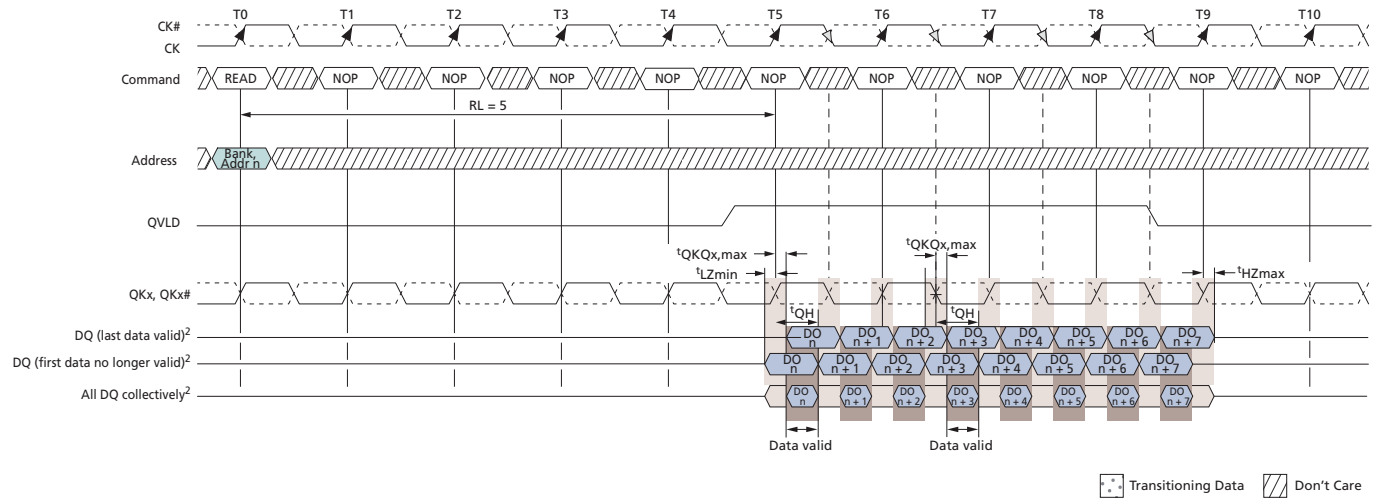 T0 T1 T2 T3 T4 T5 T6 T7 T8 T9 T10
CK#
CK
Command READ NOP NOP NOP NOP NOP NOP NOP NOP NOP NOP
RL = 5
Address Bank, Addr n
QVLD
tQKQx,max tQKQx,max
tLZmin tHZmax
QKx, QKx#
tQH tQH
DQ (last data valid)2 DO n DO n + 1 DO n + 2 DO n + 3 DO n + 4 DO n + 5 DO n + 6 DO n + 7
DQ (first data no longer valid)2 DO n DO n + 1 DO n + 2 DO n + 3 DO n + 4 DO n + 5 DO n + 6 DO n + 7
All DQ collectively2 DO n DO n + 1 DO n + 2 DO n + 3 DO n + 4 DO n + 5 DO n + 6 DO n + 7
Data valid Data valid
Transitioning Data Don't Care